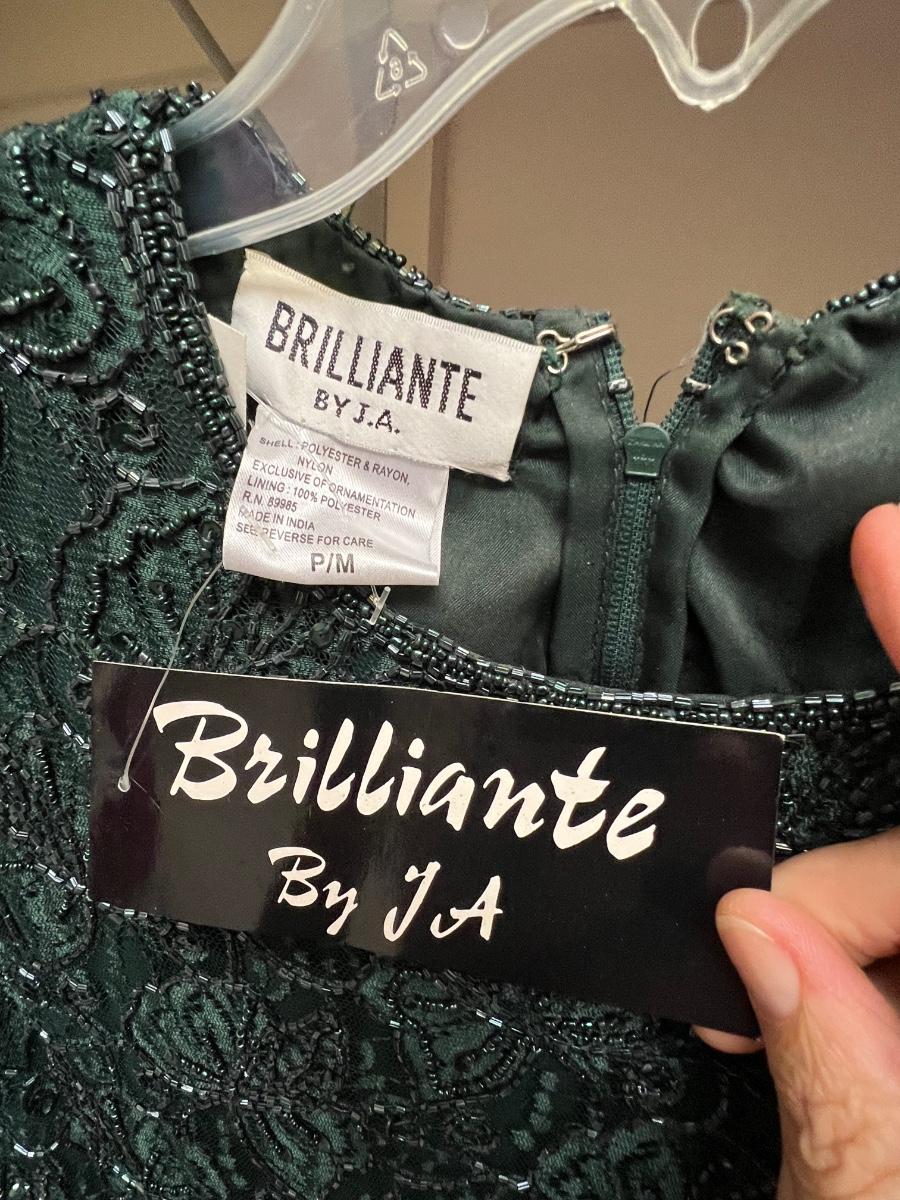 6
BRILLIANTE
BY J.A.
SHELL : POLYESTER & RAYON,
NYLON
EXCLUSIVE OF ORNAMENTATION
LINING : 100% POLYESTER
R.N. 89985
MADE IN INDIA
SEE REVERSE FOR CARE
P/M
Brilliante
By JA